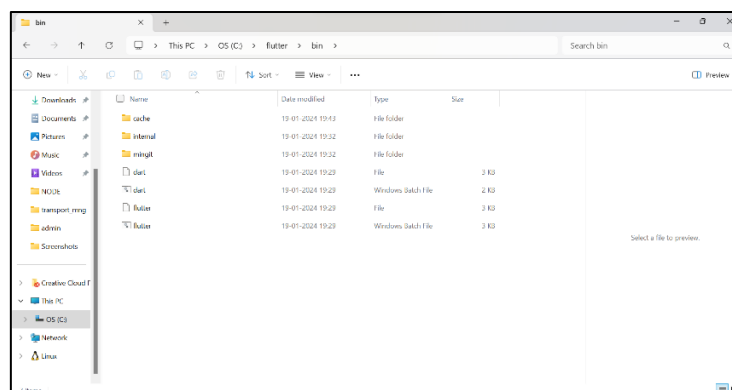 bin
This PC > OS (C:) > flutter > bin >
Search bin
New
Sort
View
Preview
Name Date modified Type Size
Downloads
Documents
Pictures
Music
Videos
NODE
transport_mng
admin
Screenshots
Creative Cloud F
This PC
OS (C:)
Network
Linux
cache 19-01-2024 19:43 File folder
internal 19-01-2024 19:32 File folder
mingit 19-01-2024 19:32 File folder
dart 19-01-2024 19:29 File 3 KB
dart 19-01-2024 19:29 Windows Batch File 2 KB
flutter 19-01-2024 19:29 File 3 KB
flutter 19-01-2024 19:29 Windows Batch File 3 KB
Select a file to preview.